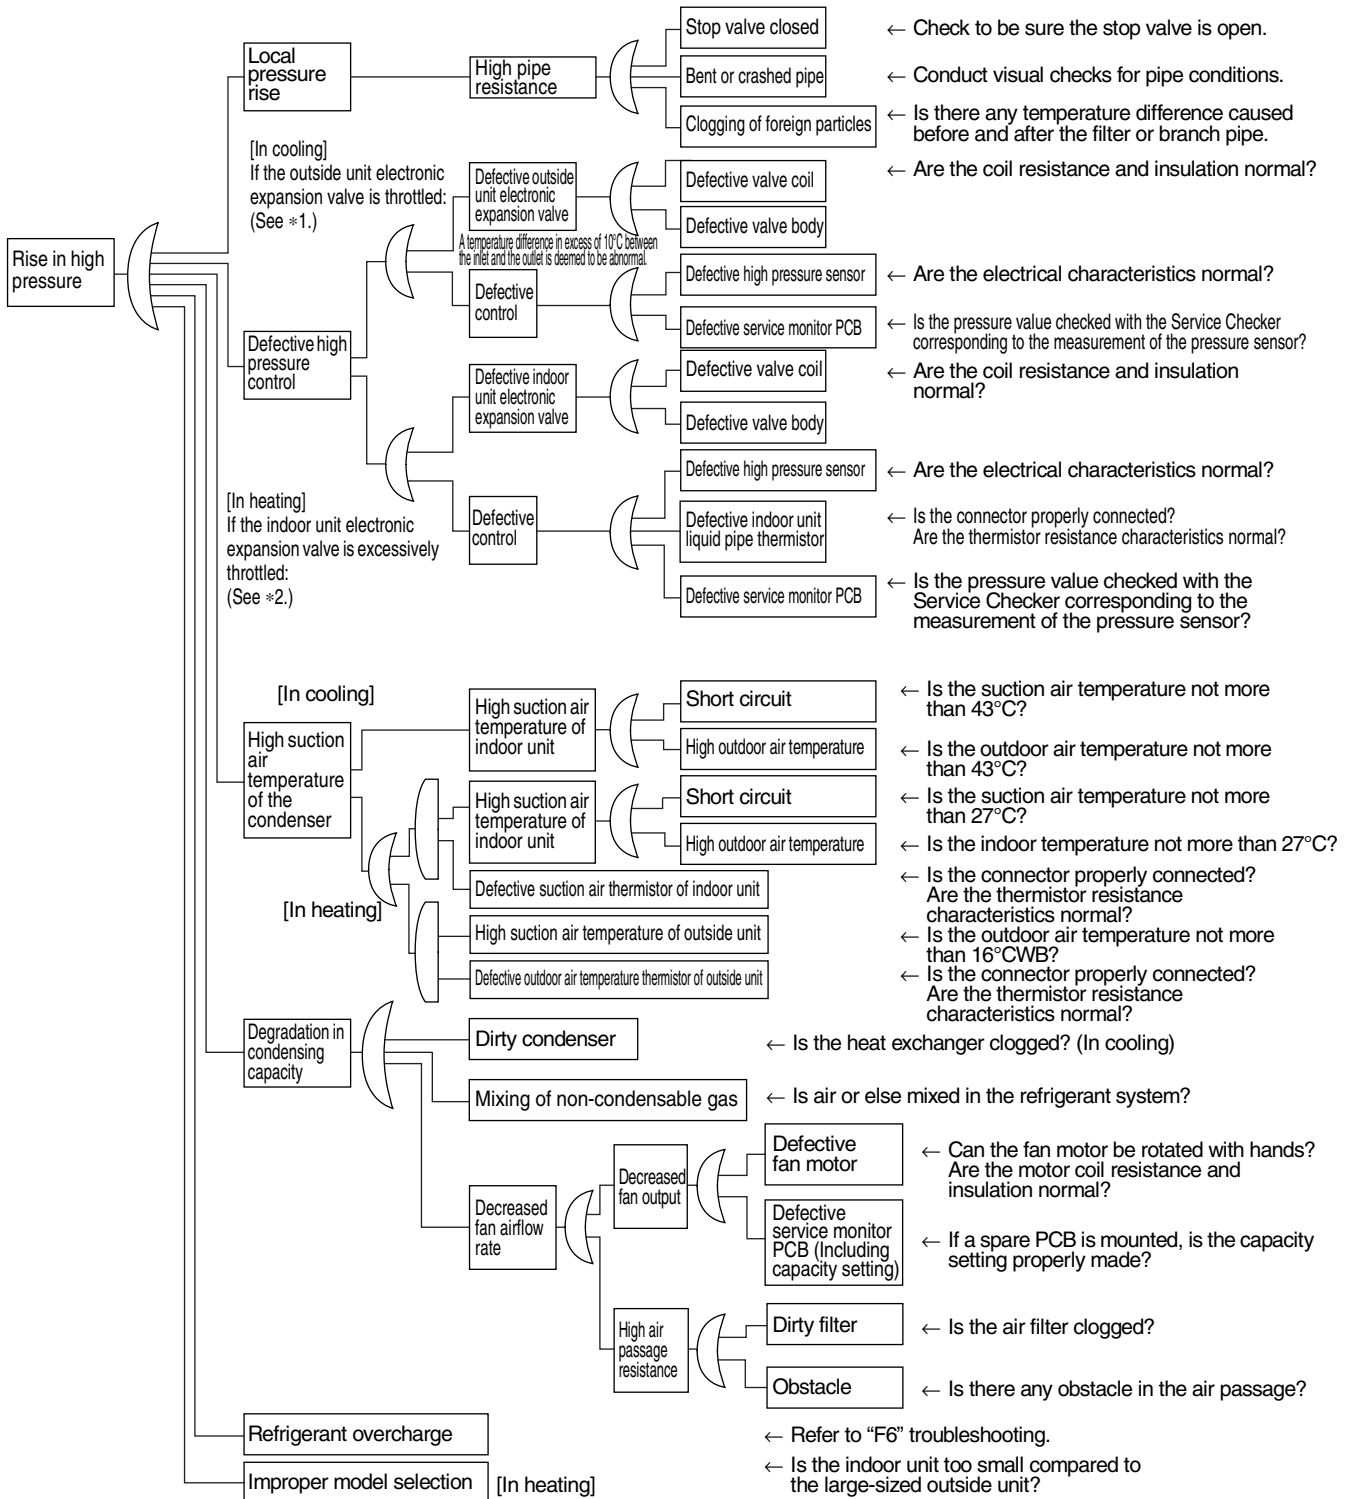 Stop valve closed
← Check to be sure the stop valve is open.
Local
pressure
rise
High pipe
resistance
Bent or crashed pipe
← Conduct visual checks for pipe conditions.
Clogging of foreign particles
← Is there any temperature difference caused
before and after the filter or branch pipe.
[In cooling]
If the outside unit electronic
expansion valve is throttled:
(See *1.)
Defective outside
unit electronic
expansion valve
Defective valve coil
← Are the coil resistance and insulation normal?
Defective valve body
A temperature difference in excess of 10°C between
the inlet and the outlet is deemed to be abnormal.
Rise in high
pressure
Defective
control
Defective high pressure sensor
← Are the electrical characteristics normal?
Defective service monitor PCB
← Is the pressure value checked with the Service Checker
corresponding to the measurement of the pressure sensor?
Defective high
pressure
control
Defective indoor
unit electronic
expansion valve
Defective valve coil
← Are the coil resistance and insulation
normal?
Defective valve body
[In heating]
If the indoor unit electronic
expansion valve is excessively
throttled:
(See *2.)
Defective
control
Defective high pressure sensor
← Are the electrical characteristics normal?
Defective indoor unit
liquid pipe thermistor
← Is the connector properly connected?
Are the thermistor resistance characteristics normal?
Defective service monitor PCB
← Is the pressure value checked with the
Service Checker corresponding to the
measurement of the pressure sensor?
[In cooling]
High suction
air
temperature
of the
condenser
High suction air
temperature of
indoor unit
Short circuit
← Is the suction air temperature not more
than 43°C?
High outdoor air temperature
← Is the outdoor air temperature not more
than 43°C?
High suction air
temperature of
indoor unit
Short circuit
← Is the suction air temperature not more
than 27°C?
High outdoor air temperature
← Is the indoor temperature not more than 27°C?
[In heating]
Defective suction air thermistor of indoor unit
← Is the connector properly connected?
Are the thermistor resistance
characteristics normal?
High suction air temperature of outside unit
← Is the outdoor air temperature not more
than 16°CWB?
Defective outdoor air temperature thermistor of outside unit
← Is the connector properly connected?
Are the thermistor resistance
characteristics normal?
Degradation in
condensing
capacity
Dirty condenser
← Is the heat exchanger clogged? (In cooling)
Mixing of non-condensable gas
← Is air or else mixed in the refrigerant system?
Decreased
fan airflow
rate
Decreased
fan output
Defective
fan motor
← Can the fan motor be rotated with hands?
Are the motor coil resistance and
insulation normal?
Defective
service monitor
PCB (Including
capacity setting)
← If a spare PCB is mounted, is the capacity
setting properly made?
High air
passage
resistance
Dirty filter
← Is the air filter clogged?
Obstacle
← Is there any obstacle in the air passage?
Refrigerant overcharge
← Refer to “F6” troubleshooting.
Improper model selection
[In heating]
← Is the indoor unit too small compared to
the large-sized outside unit?